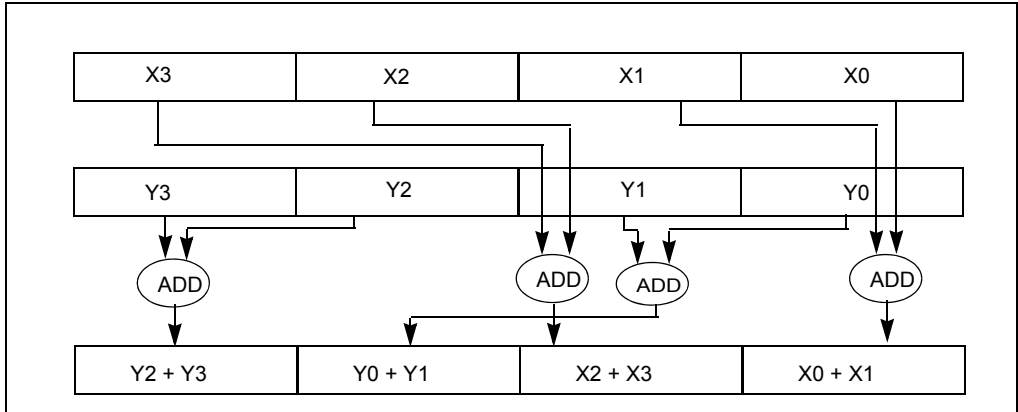 X3 X2 X1 X0
Y3 Y2 Y1 Y0
ADD ADD ADD ADD
Y2 + Y3 Y0 + Y1 X2 + X3 X0 + X1